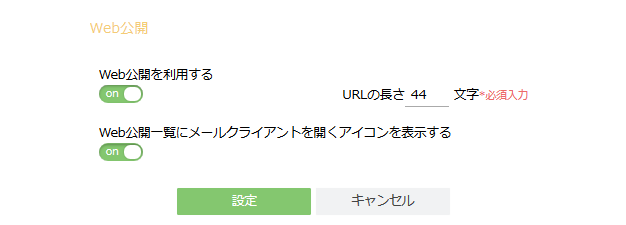 Web公開
Web公開を利用する
on
URLの長さ 44 文字*必須入力
Web公開一覧にメールクライアントを開くアイコンを表示する
on
設定 キャンセル